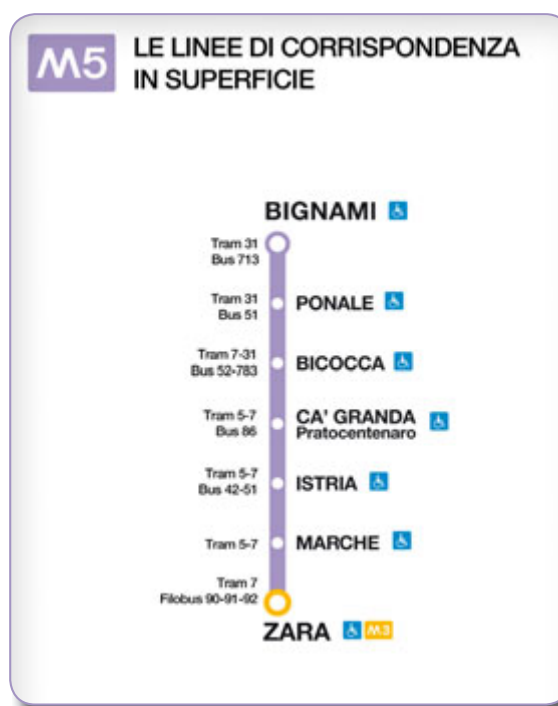 M5
LE LINEE DI CORRISPONDENZA
IN SUPERFICIE
BIGNAMI
Tram 31
Bus 713
Tram 31
Bus 51
PONALE
Tram 7-31
Bus 52-783
BICOCCA
Tram 5-7
Bus 86
CA' GRANDA
Pratocentenaro
Tram 5-7
Bus 42-51
ISTRIA
Tram 5-7
MARCHE
Tram 7
Filobus 90-91-92
ZARA
M3